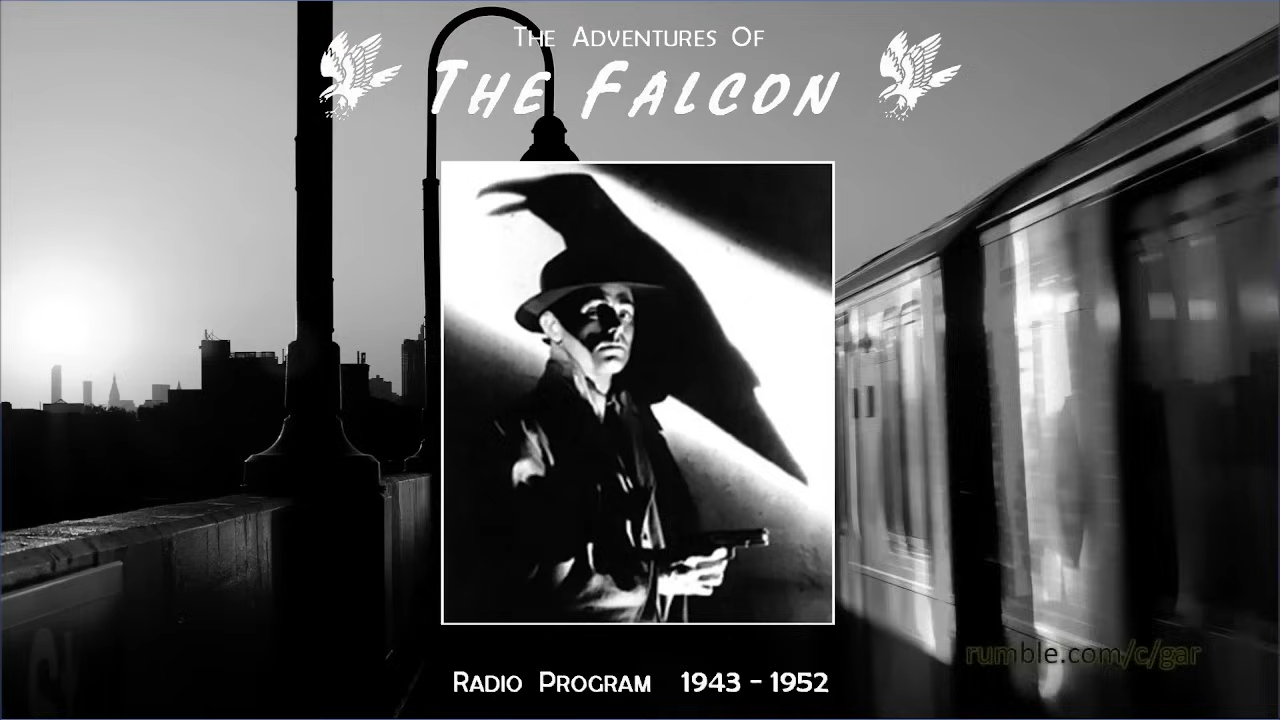 The Adventures Of
The Falcon
Radio Program 1943 - 1952
rumble.com/c/gar